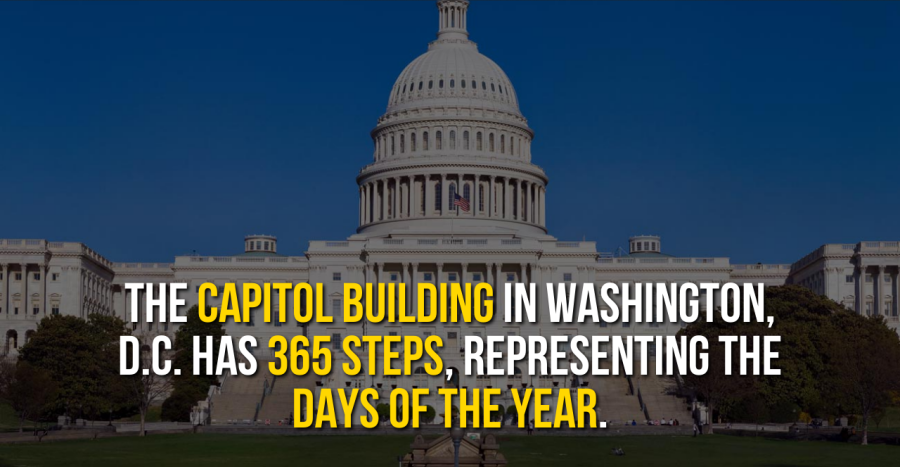 THE CAPITOL BUILDING IN WASHINGTON,
D.C. HAS 365 STEPS, REPRESENTING THE
DAYS OF THE YEAR.